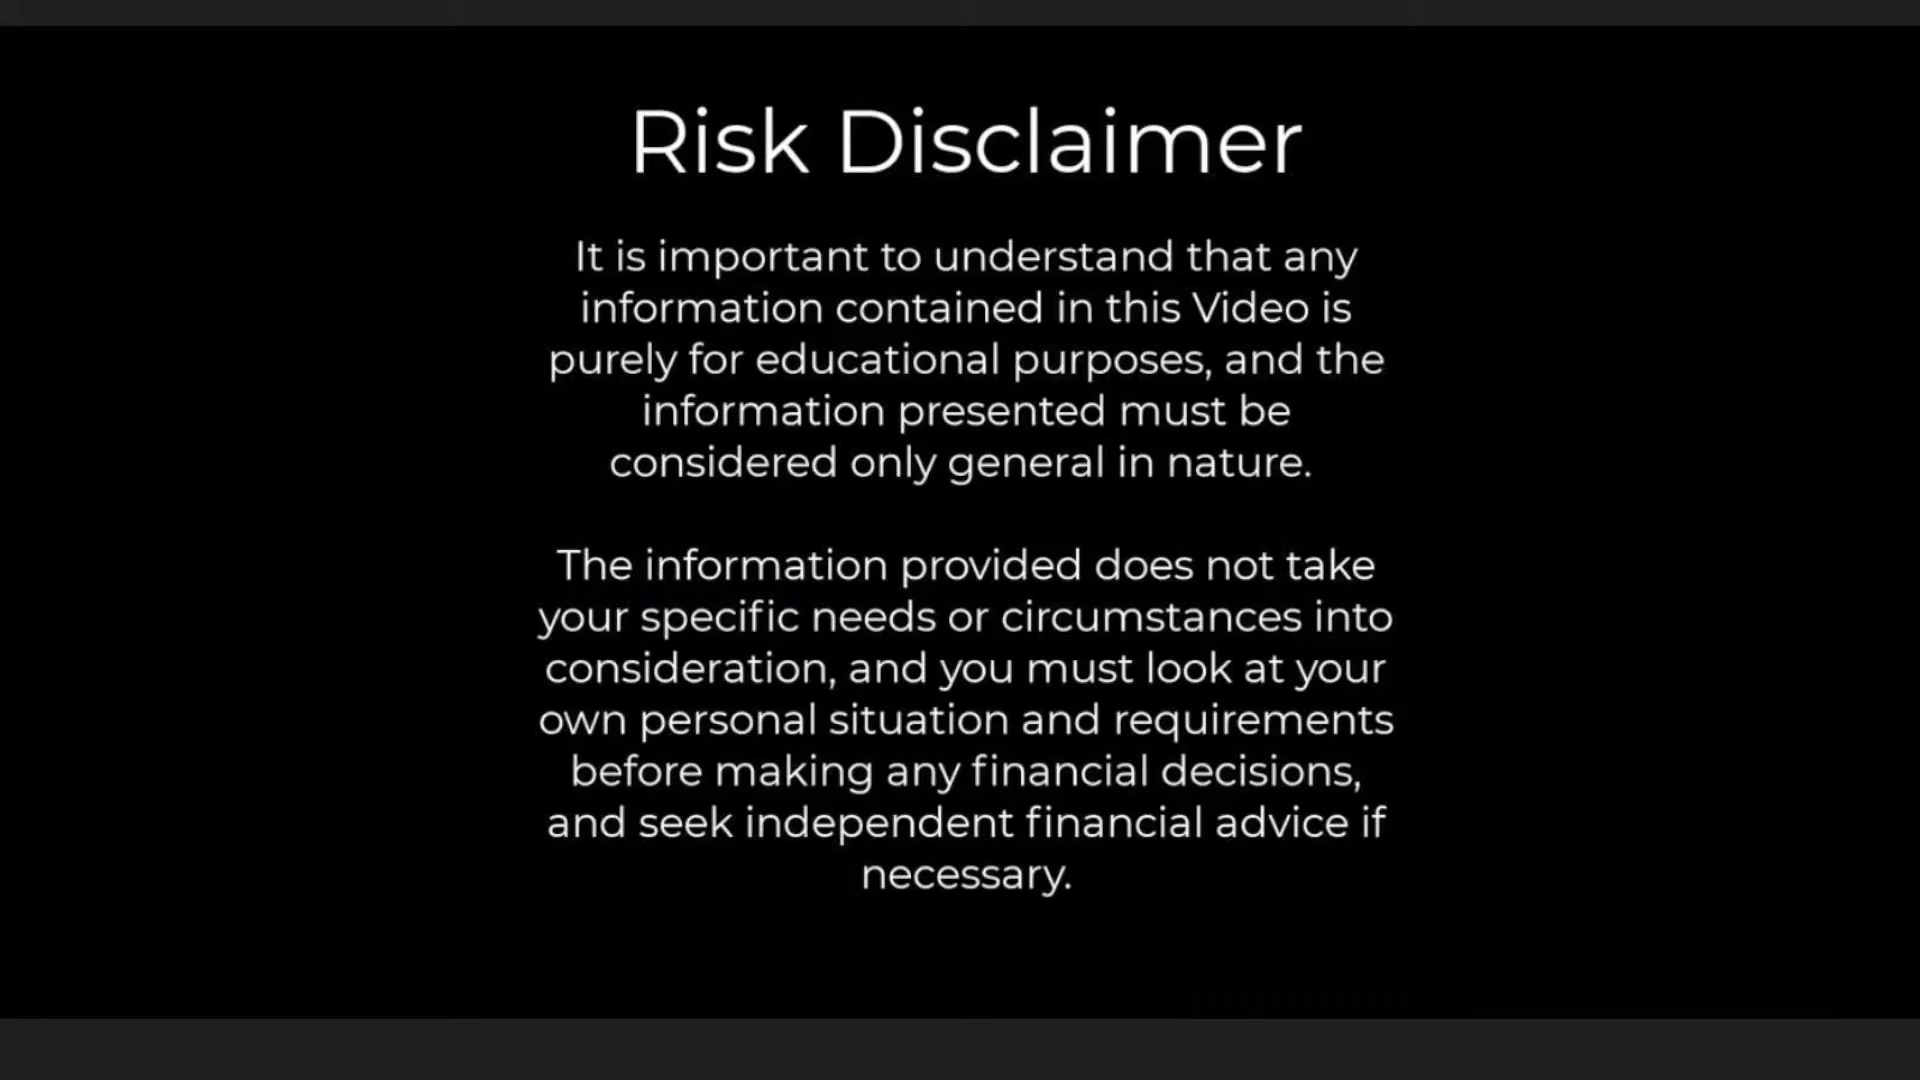 Risk Disclaimer
It is important to understand that any
information contained in this Video is
purely for educational purposes, and the
information presented must be
considered only general in nature.
The information provided does not take
your specific needs or circumstances into
consideration, and you must look at your
own personal situation and requirements
before making any financial decisions,
and seek independent financial advice if
necessary.